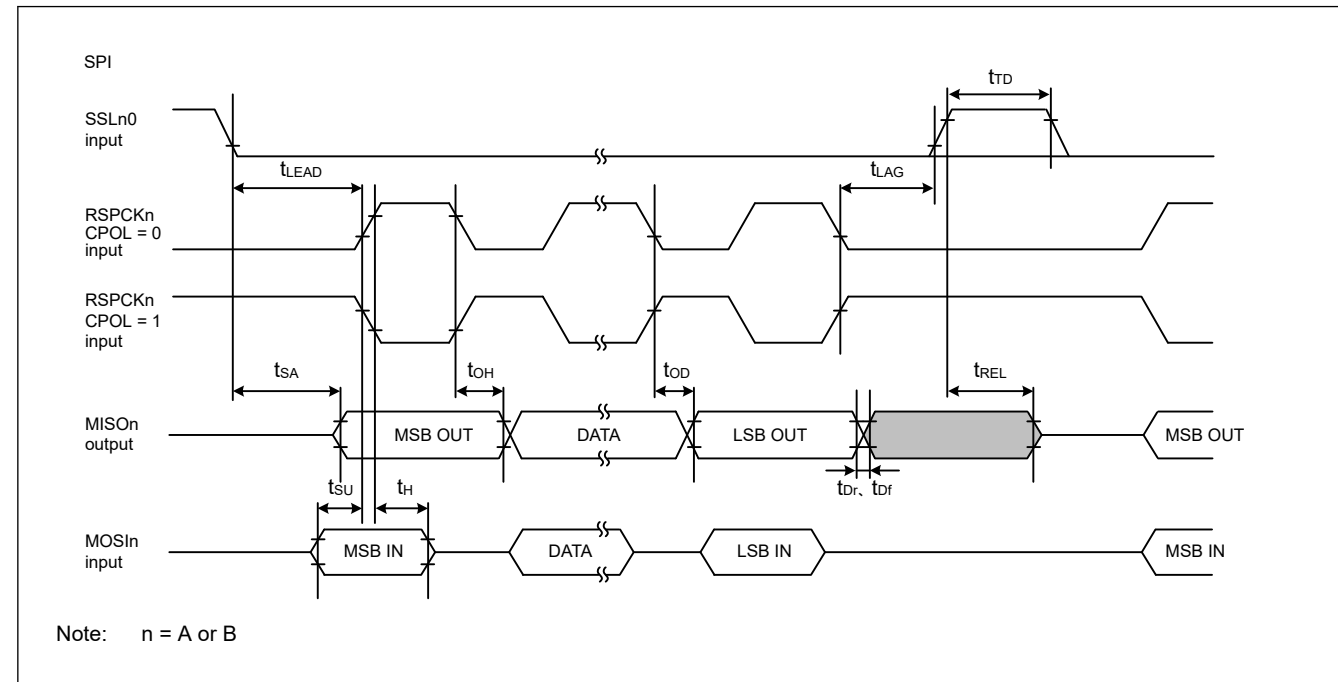 SPI
tTD
SSLn0
input
tLEAD
tLAG
RSPCKn
CPOL = 0
input
RSPCKn
CPOL = 1
input
tSA
tOH
tOD
tREL
MISOn
output
MSB OUT
DATA
LSB OUT
MSB OUT
tSU
tH
tDr、tDf
MOSIn
input
MSB IN
DATA
LSB IN
MSB IN
Note: n = A or B